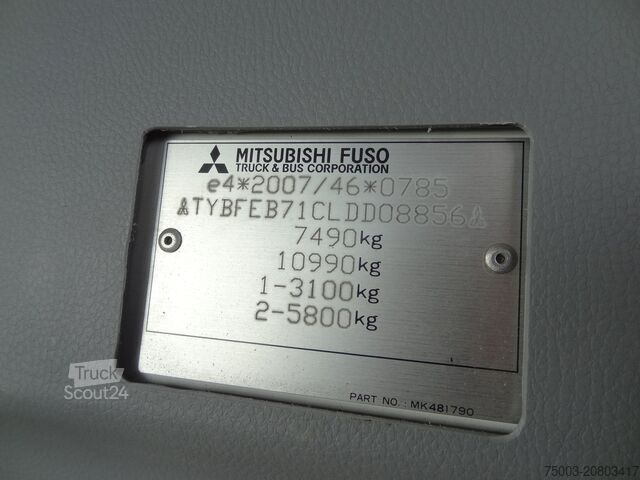 MITSUBISHI FUSO
TRUCK & BUS CORPORATION
e4*2007/46*0785
TYBFEB71CLDD08856
7490kg
10990kg
1-3100kg
2-5800kg
PART NO.: MK481790
Truck
Scout24
75003-20803417